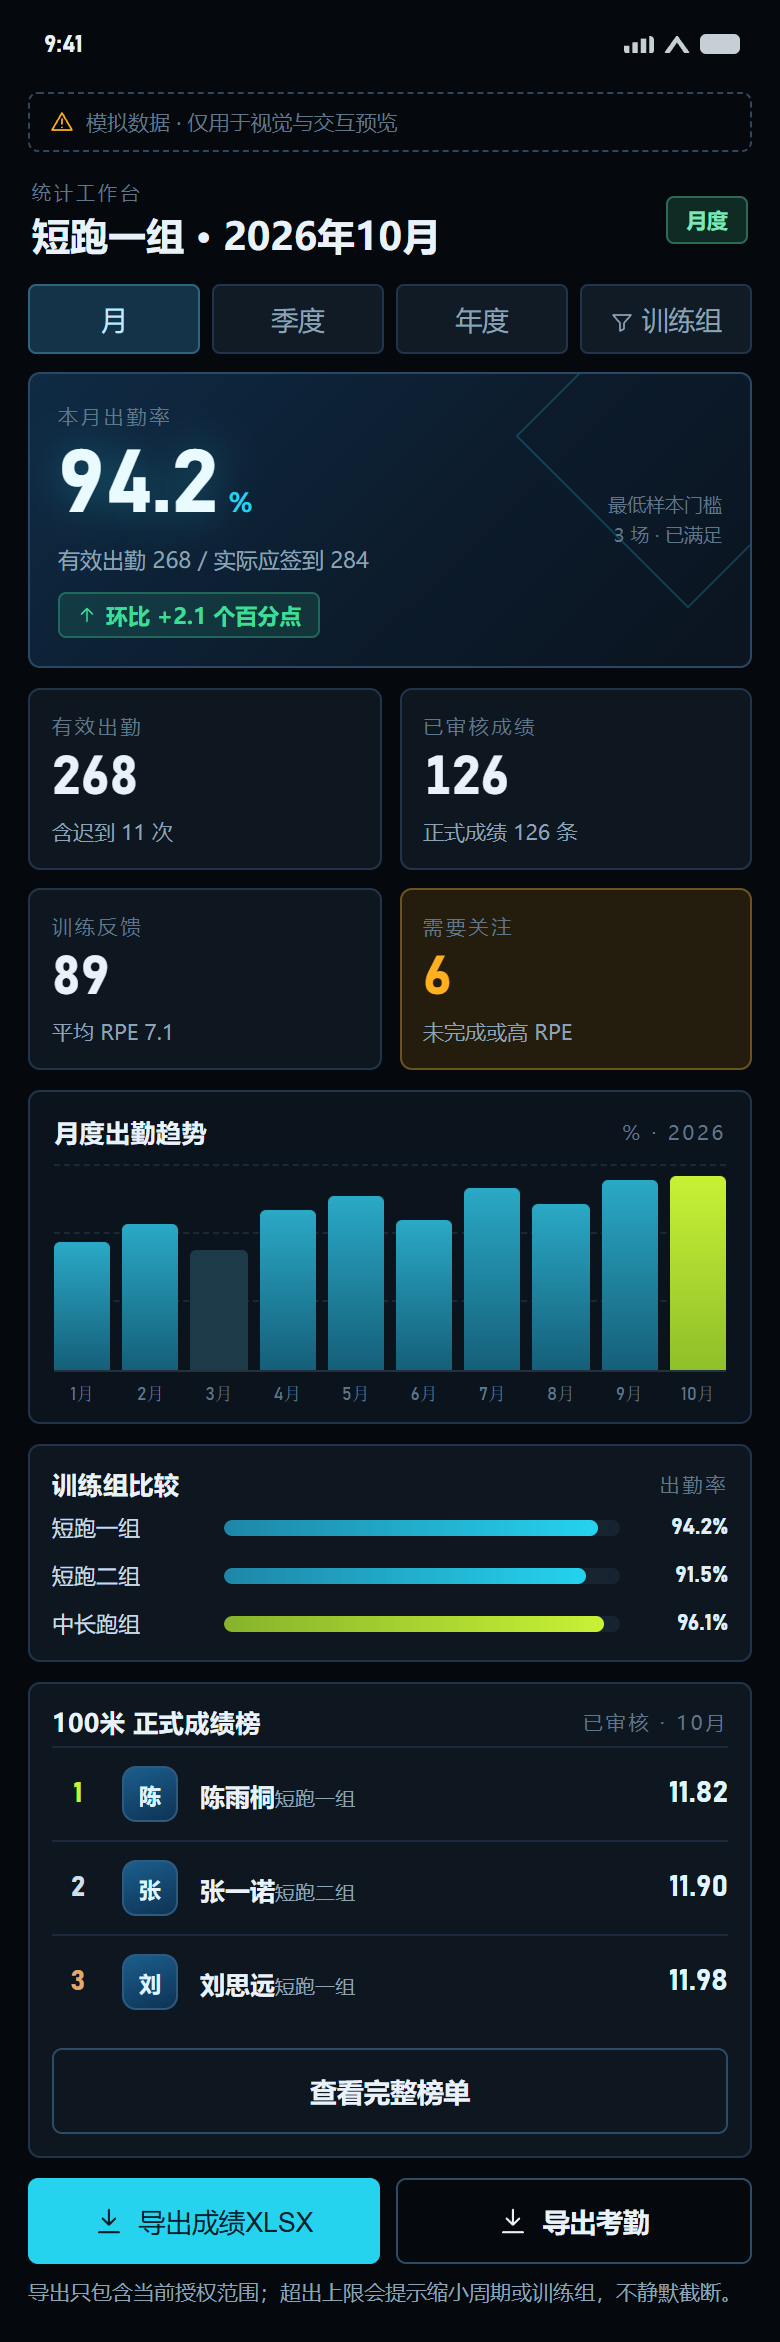 9:41
模拟数据 · 仅用于视觉与交互预览
统计工作台
短跑一组 • 2026年10月
月度
月
季度
年度
训练组
本月出勤率
94.2 %
最低样本门槛
3 场 · 已满足
有效出勤 268 / 实际应签到 284
↑ 环比 +2.1 个百分点
有效出勤
268
含迟到 11 次
已审核成绩
126
正式成绩 126 条
训练反馈
89
平均 RPE 7.1
需要关注
6
未完成或高 RPE
月度出勤趋势
% · 2026
1月 2月 3月 4月 5月 6月 7月 8月 9月 10月
训练组比较
出勤率
短跑一组 94.2%
短跑二组 91.5%
中长跑组 96.1%
100米 正式成绩榜
已审核 · 10月
1 陈 陈雨桐短跑一组 11.82
2 张 张一诺短跑二组 11.90
3 刘 刘思远短跑一组 11.98
查看完整榜单
导出成绩XLSX
导出考勤
导出只包含当前授权范围；超出上限会提示缩小周期或训练组，不静默截断。